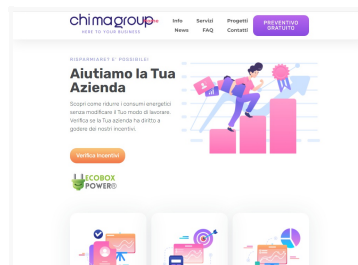 chimagroup
HERE TO YOUR BUSINESS
Info
Servizi
Progetti
News
FAQ
Contatti
PREVENTIVO
GRATUITO
RISPARMIARE? E' POSSIBILE!
Aiutiamo la Tua
Azienda
Scopri come ridurre i consumi energetici
senza modificare il Tuo modo di lavorare.
Verifica se la Tua azienda ha diritto a
godere dei nostri incentivi.
Verifica Incentivi
ECOBOX
POWER®